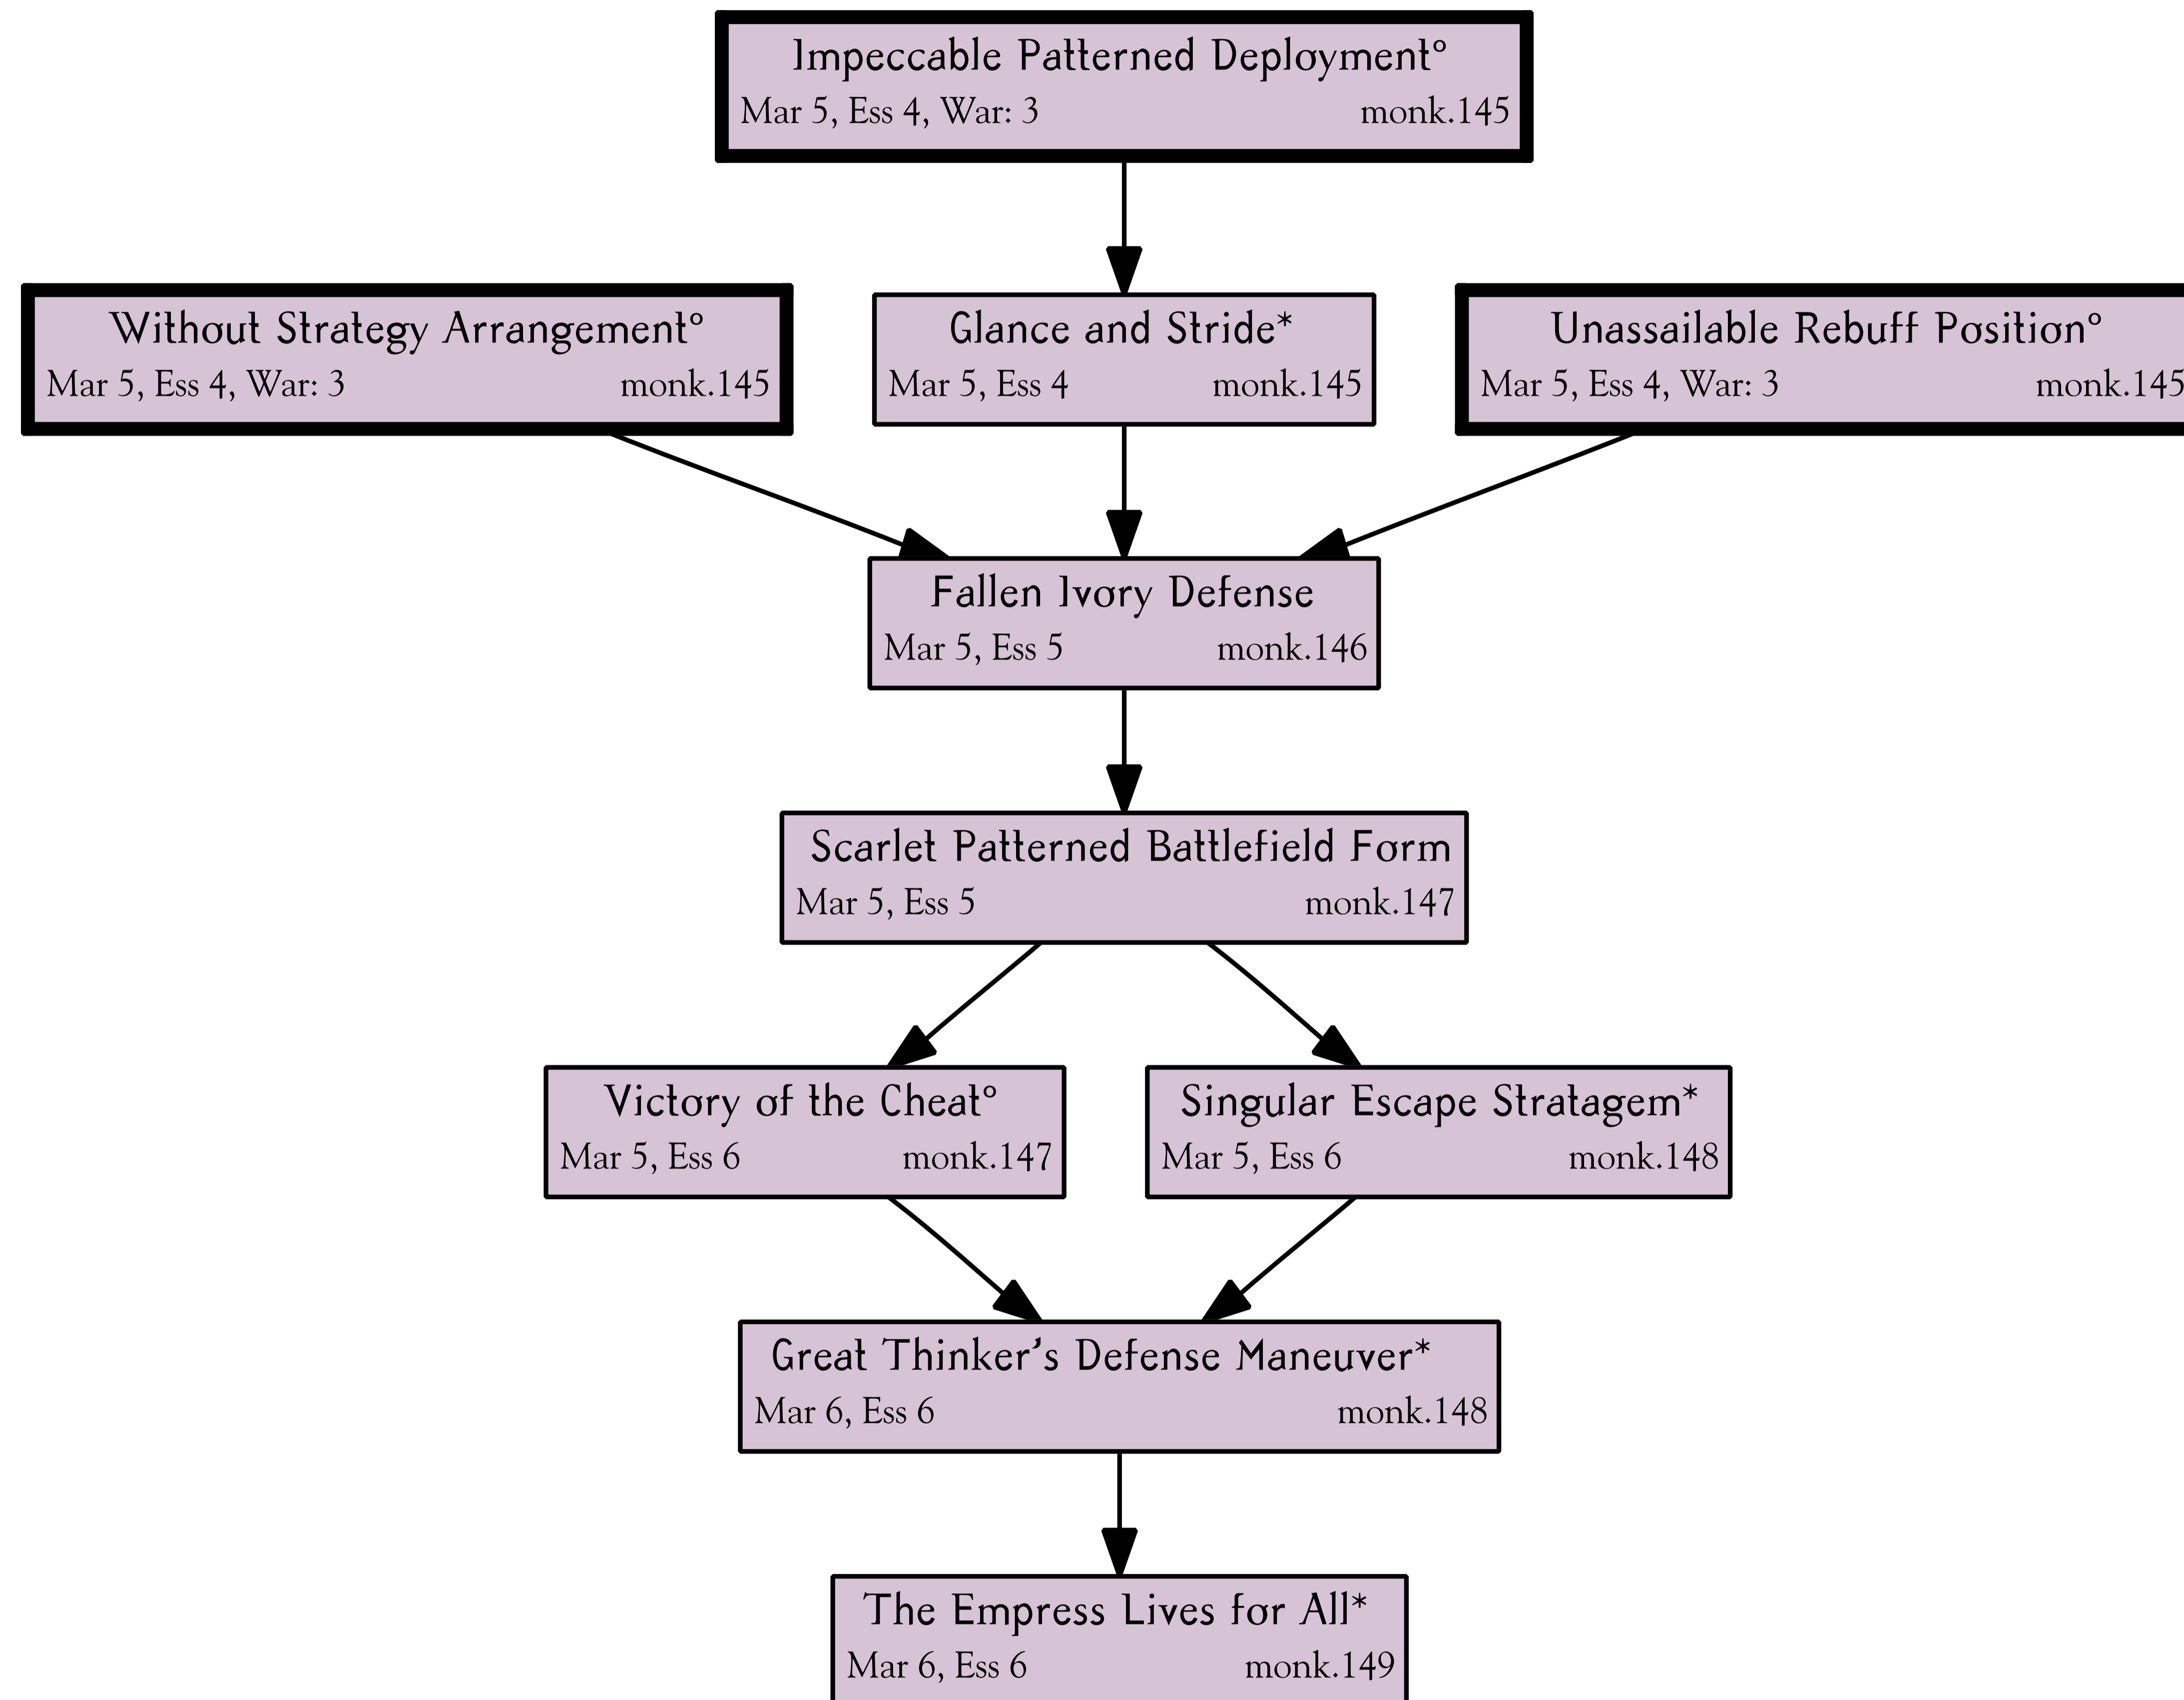 Impeccable Patterned Deployment°
Mar 5, Ess 4, War: 3 monk.145
Without Strategy Arrangement°
Mar 5, Ess 4, War: 3 monk.145
Glance and Stride*
Mar 5, Ess 4 monk.145
Unassailable Rebuff Position°
Mar 5, Ess 4, War: 3 monk.145
Fallen Ivory Defense
Mar 5, Ess 5 monk.146
Scarlet Patterned Battlefield Form
Mar 5, Ess 5 monk.147
Victory of the Cheat°
Mar 5, Ess 6 monk.147
Singular Escape Stratagem*
Mar 5, Ess 6 monk.148
Great Thinker's Defense Maneuver*
Mar 6, Ess 6 monk.148
The Empress Lives for All*
Mar 6, Ess 6 monk.149